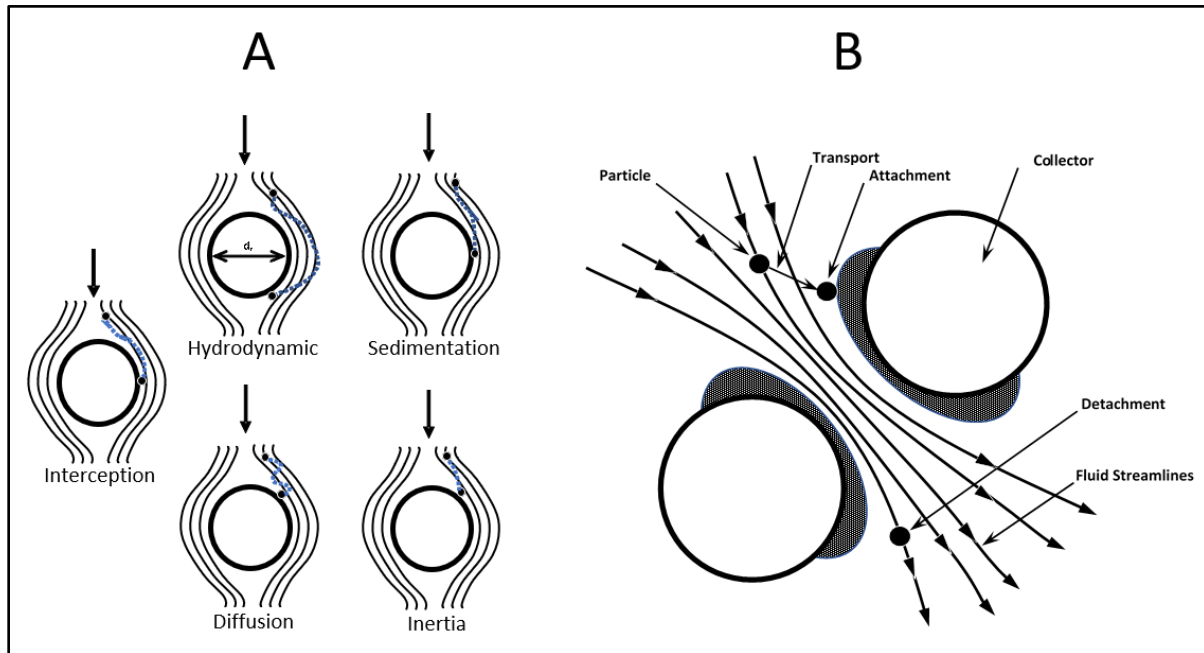 A
B
d
Hydrodynamic
Sedimentation
Interception
Diffusion
Inertia
Particle
Transport
Attachment
Collector
Detachment
Fluid Streamlines